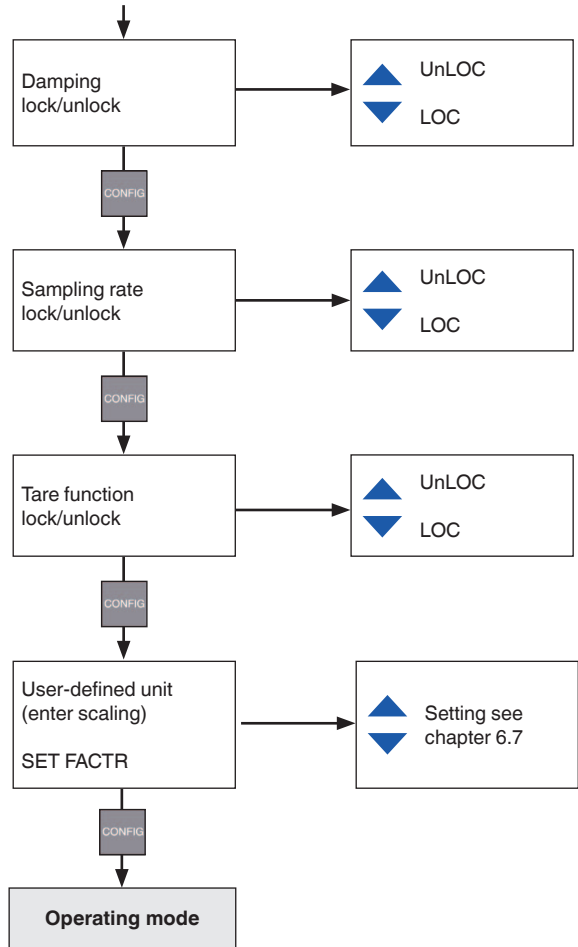 Damping
lock/unlock
UnLOC
LOC
CONFIG
Sampling rate
lock/unlock
UnLOC
LOC
CONFIG
Tare function
lock/unlock
UnLOC
LOC
CONFIG
User-defined unit
(enter scaling)
SET FACTR
Setting see
chapter 6.7
CONFIG
Operating mode